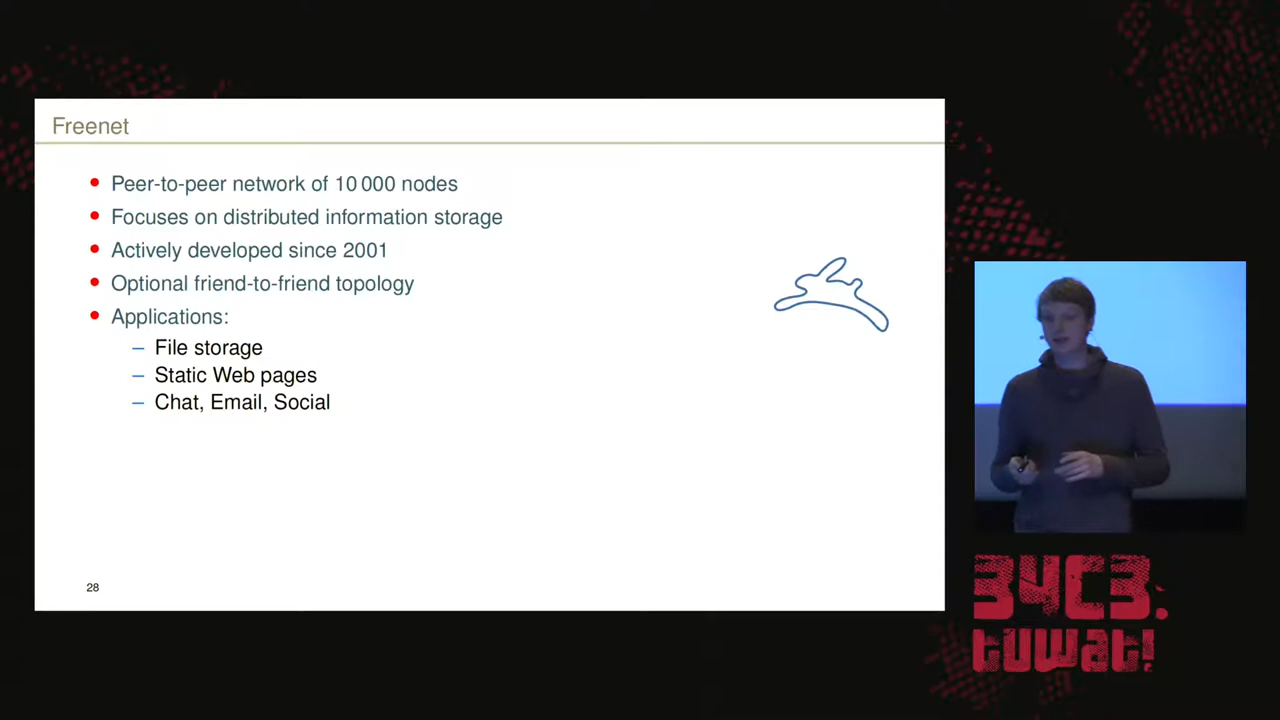 Freenet
Peer-to-peer network of 10 000 nodes
Focuses on distributed information storage
Actively developed since 2001
Optional friend-to-friend topology
Applications:
– File storage
– Static Web pages
– Chat, Email, Social
28
34C3.
tuwat!